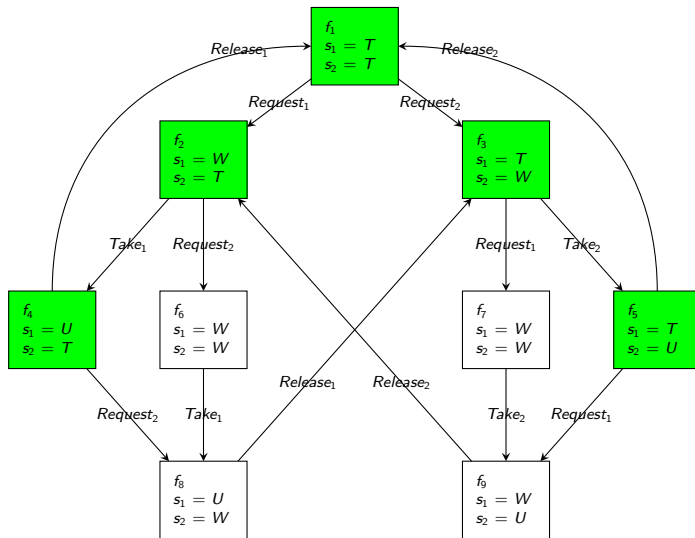 f₁
s₁ = T
s₂ = T
Release₁
Release₂
Request₁
Request₂
f₂
s₁ = W
s₂ = T
f₃
s₁ = T
s₂ = W
Take₁
Request₂
Request₁
Take₂
f₄
s₁ = U
s₂ = T
f₆
s₁ = W
s₂ = W
f₇
s₁ = W
s₂ = W
f₅
s₁ = T
s₂ = U
Release₁
Release₂
Request₂
Take₁
Take₂
Request₁
f₈
s₁ = U
s₂ = W
f₉
s₁ = W
s₂ = U